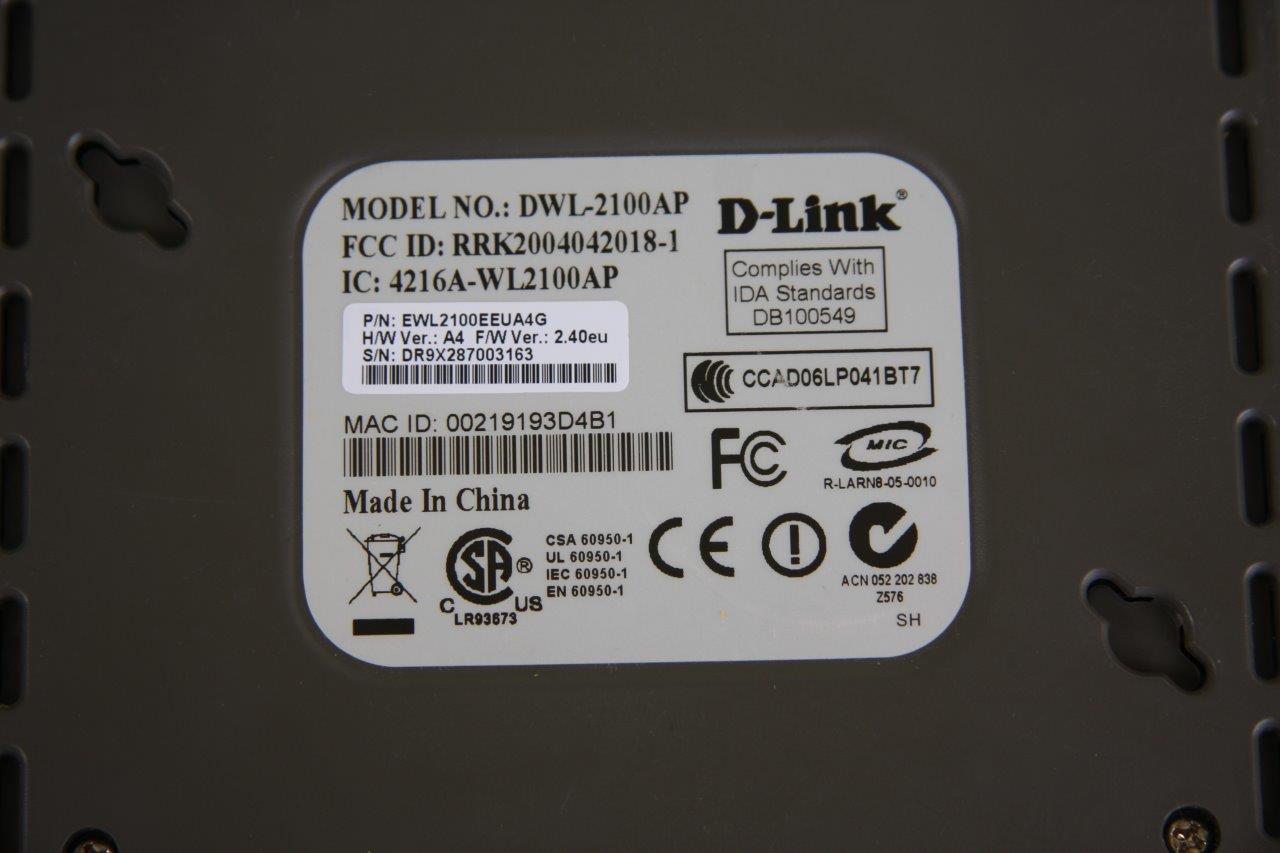 MODEL NO.: DWL-2100AP
FCC ID: RRK2004042018-1
IC: 4216A-WL2100AP
D-Link®
Complies With
IDA Standards
DB100549
P/N: EWL2100EEUA4G
H/W Ver.: A4 F/W Ver.: 2.40eu
S/N: DR9X287003163
CCAD06LP041BT7
MAC ID: 00219193D4B1
FC
MIC
R-LARN8-05-0010
Made In China
SA®
C US
LR93673
CSA 60950-1
UL 60950-1
IEC 60950-1
EN 60950-1
CE
!
ACN 052 202 838
Z576
SH